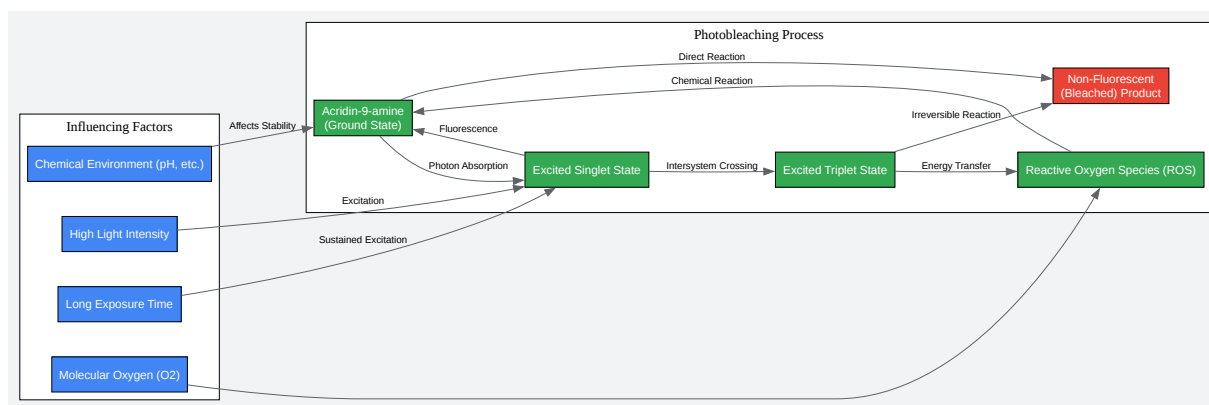 Photobleaching Process
Direct Reaction
Chemical Reaction
Non-Fluorescent
(Bleached) Product
Acridin-9-amine
(Ground State)
Influencing Factors
Affects Stability
Irreversible Reaction
Fluorescence
Chemical Environment (pH, etc.)
Photon Absorption
Excited Singlet State
Intersystem Crossing
Excited Triplet State
Energy Transfer
Reactive Oxygen Species (ROS)
Excitation
High Light Intensity
Sustained Excitation
Long Exposure Time
Molecular Oxygen (O2)